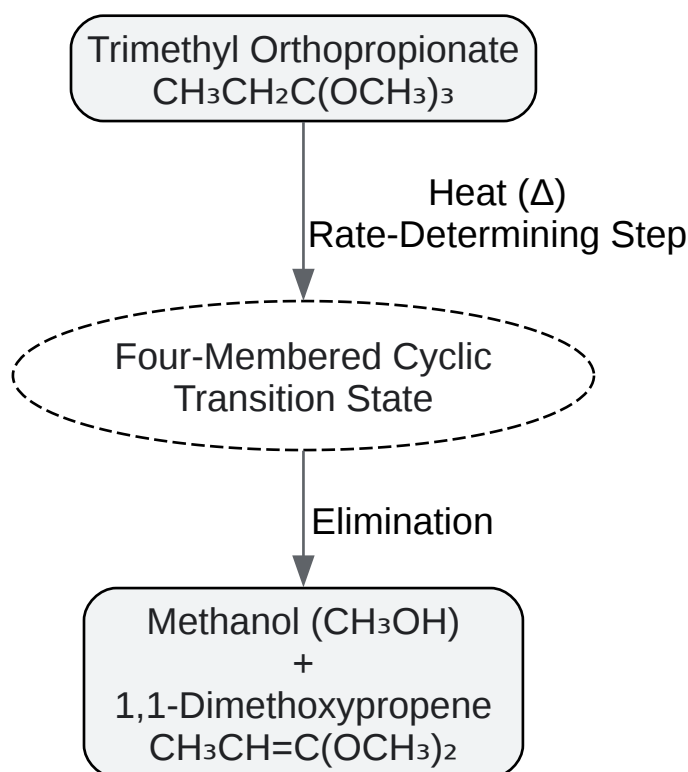 Trimethyl Orthopropionate
CH₃CH₂C(OCH₃)₃
Heat (Δ)
Rate-Determining Step
Four-Membered Cyclic
Transition State
Elimination
Methanol (CH₃OH)
+
1,1-Dimethoxypropene
CH₃CH=C(OCH₃)₂